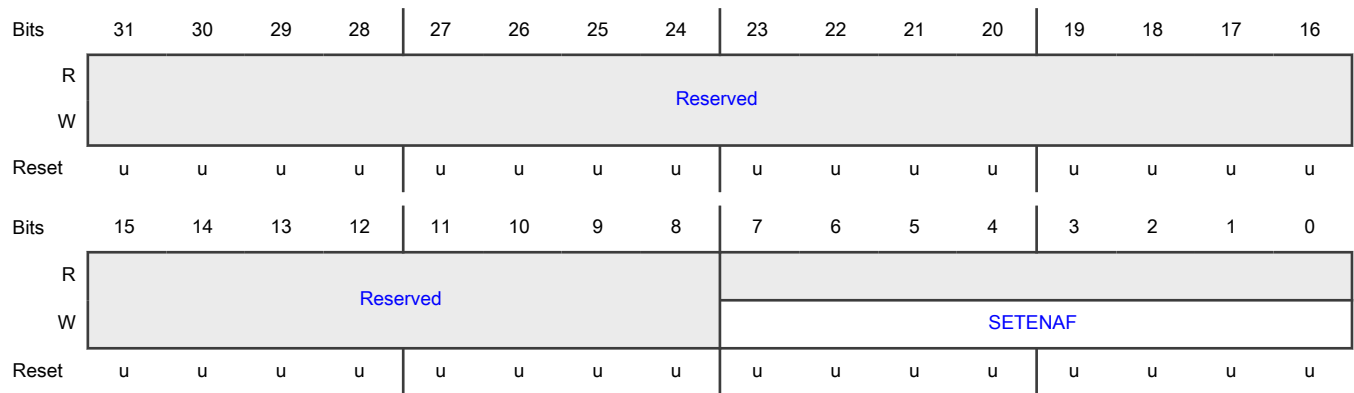 Bits 31 30 29 28 27 26 25 24 23 22 21 20 19 18 17 16
R
Reserved
W
Reset u u u u u u u u u u u u u u u u
Bits 15 14 13 12 11 10 9 8 7 6 5 4 3 2 1 0
R
Reserved
W SETENAF
Reset u u u u u u u u u u u u u u u u